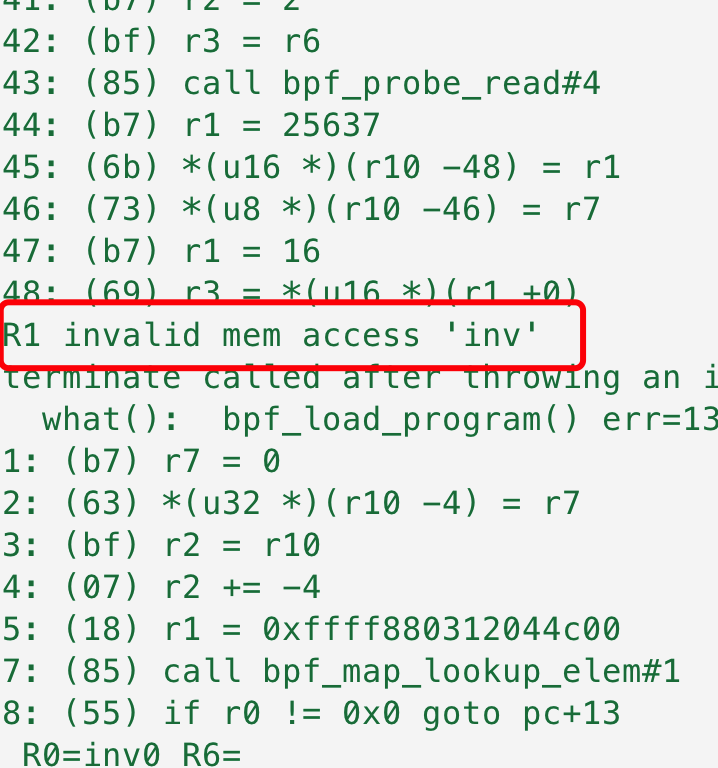 41: (b7) r2 = 2
42: (bf) r3 = r6
43: (85) call bpf_probe_read#4
44: (b7) r1 = 25637
45: (6b) *(u16 *)(r10 -48) = r1
46: (73) *(u8 *)(r10 -46) = r7
47: (b7) r1 = 16
48: (69) r3 = *(u16 *)(r1 +0)
R1 invalid mem access 'inv'
terminate called after throwing an i
what(): bpf_load_program() err=13
1: (b7) r7 = 0
2: (63) *(u32 *)(r10 -4) = r7
3: (bf) r2 = r10
4: (07) r2 += -4
5: (18) r1 = 0xffff880312044c00
7: (85) call bpf_map_lookup_elem#1
8: (55) if r0 != 0x0 goto pc+13
R0=inv0 R6=